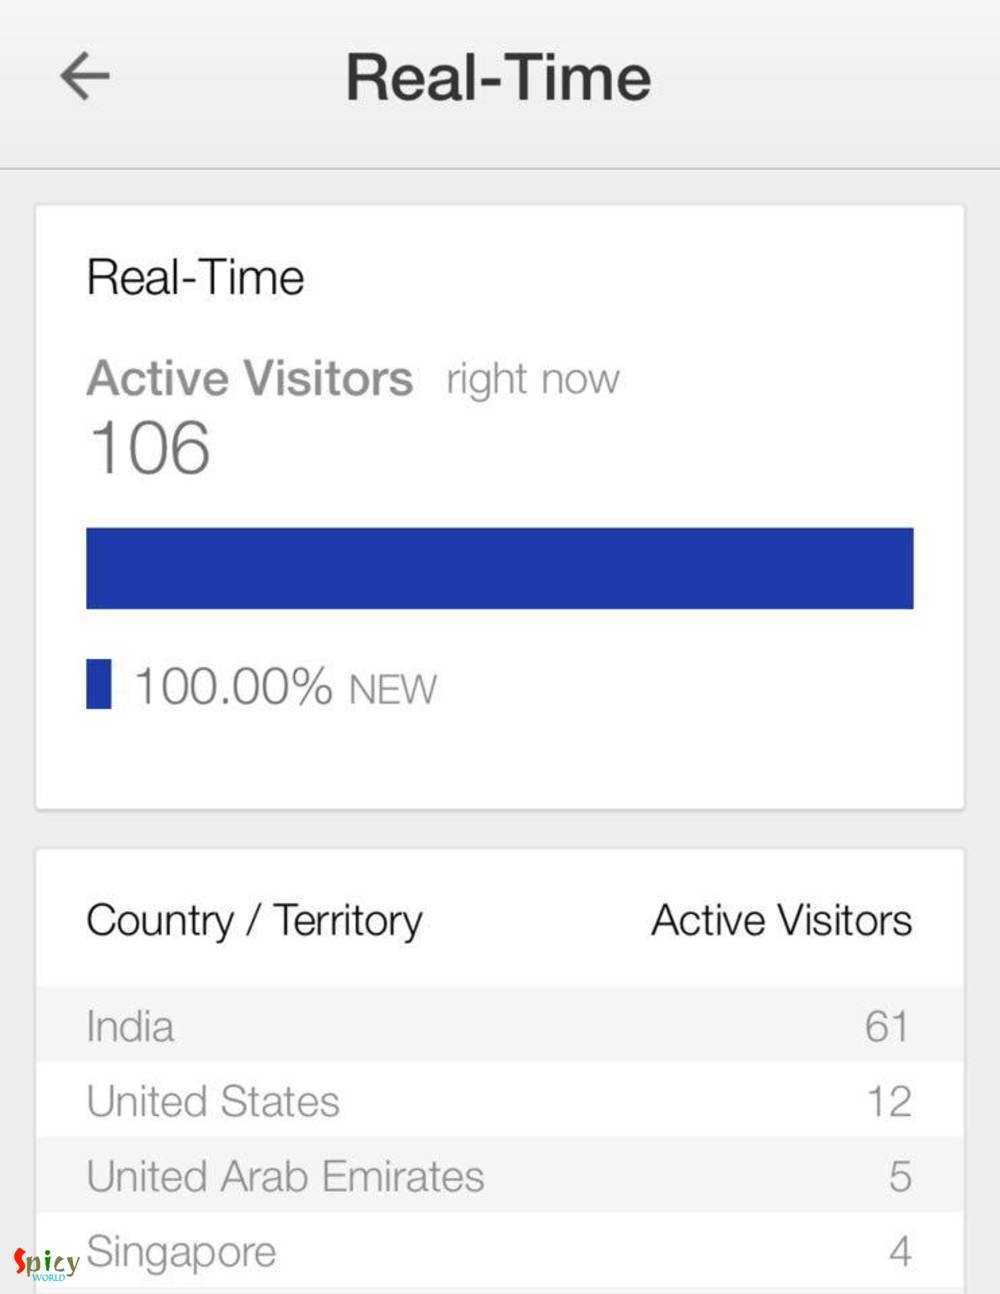 Real-Time
Real-Time
Active Visitors right now
106
100.00% NEW
Country / Territory Active Visitors
India 61
United States 12
United Arab Emirates 5
Singapore 4
Spicy
WORLD